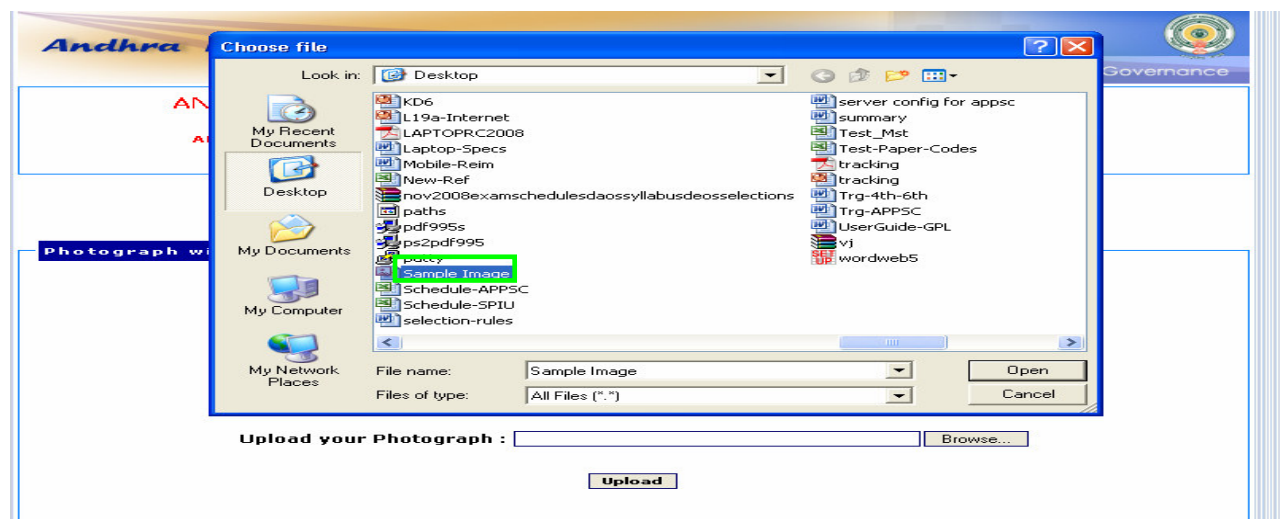 Andhra
Choose file
Governance
Look in:
Desktop
AN
My Recent
Documents
Desktop
My Documents
My Computer
My Network
Places
KD6
L19a-Internet
LAPTOPRC2008
Laptop-Specs
Mobile-Reim
New-Ref
nov2008examschedulesdaossyllabusdeosselections
paths
pdf995s
ps2pdf995
putty
Sample Image
Schedule-APPSC
Schedule-SPIU
selection-rules
server config for appsc
summary
Test_Mst
Test-Paper-Codes
tracking
tracking
Trg-4th-6th
Trg-APPSC
UserGuide-GPL
vj
wordweb5
Photograph wi
File name:
Sample Image
Open
Files of type:
All Files (*.*)
Cancel
Upload your Photograph :
Browse...
Upload